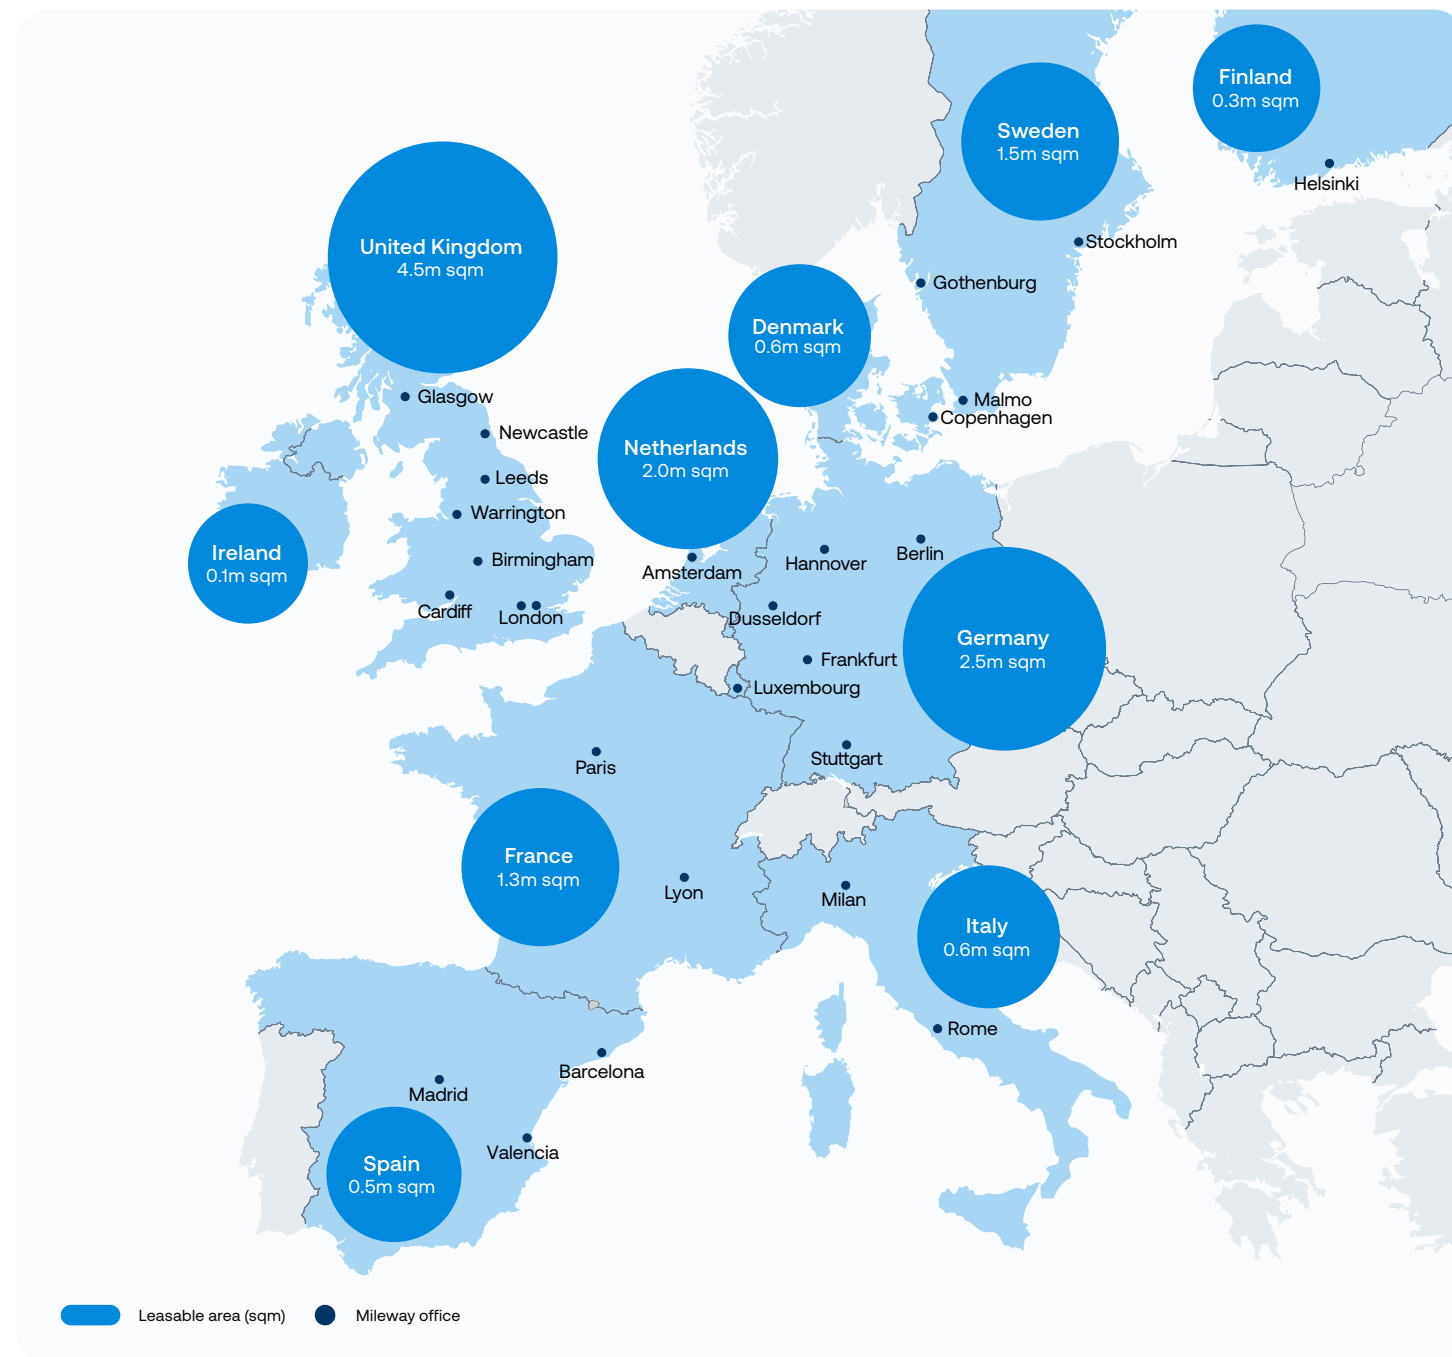 Finland
0.3m sqm
Sweden
1.5m sqm
Helsinki
United Kingdom
4.5m sqm
Stockholm
Gothenburg
Denmark
0.6m sqm
Glasgow
Malmo
Copenhagen
Newcastle
Netherlands
2.0m sqm
Leeds
Warrington
Ireland
0.1m sqm
Birmingham
Amsterdam
Hannover
Berlin
Cardiff
London
Dusseldorf
Germany
2.5m sqm
Frankfurt
Luxembourg
Paris
Stuttgart
France
1.3m sqm
Lyon
Milan
Italy
0.6m sqm
Rome
Barcelona
Madrid
Valencia
Spain
0.5m sqm
Leasable area (sqm)
Mileway office